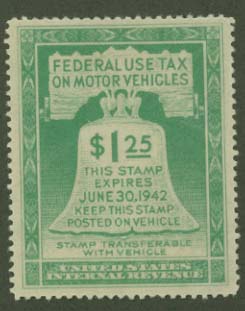 FEDERAL USE TAX
ON MOTOR VEHICLES
$1 25
THIS STAMP
EXPIRES
JUNE 30, 1942
KEEP THIS STAMP
POSTED ON VEHICLE
STAMP TRANSFERABLE
WITH VEHICLE
UNITED STATES
INTERNAL REVENUE